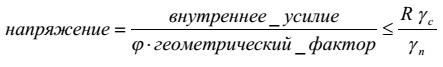 напряжение = внутреннее_усилие / φ·геометрический_фактор ≤ R γc / γn